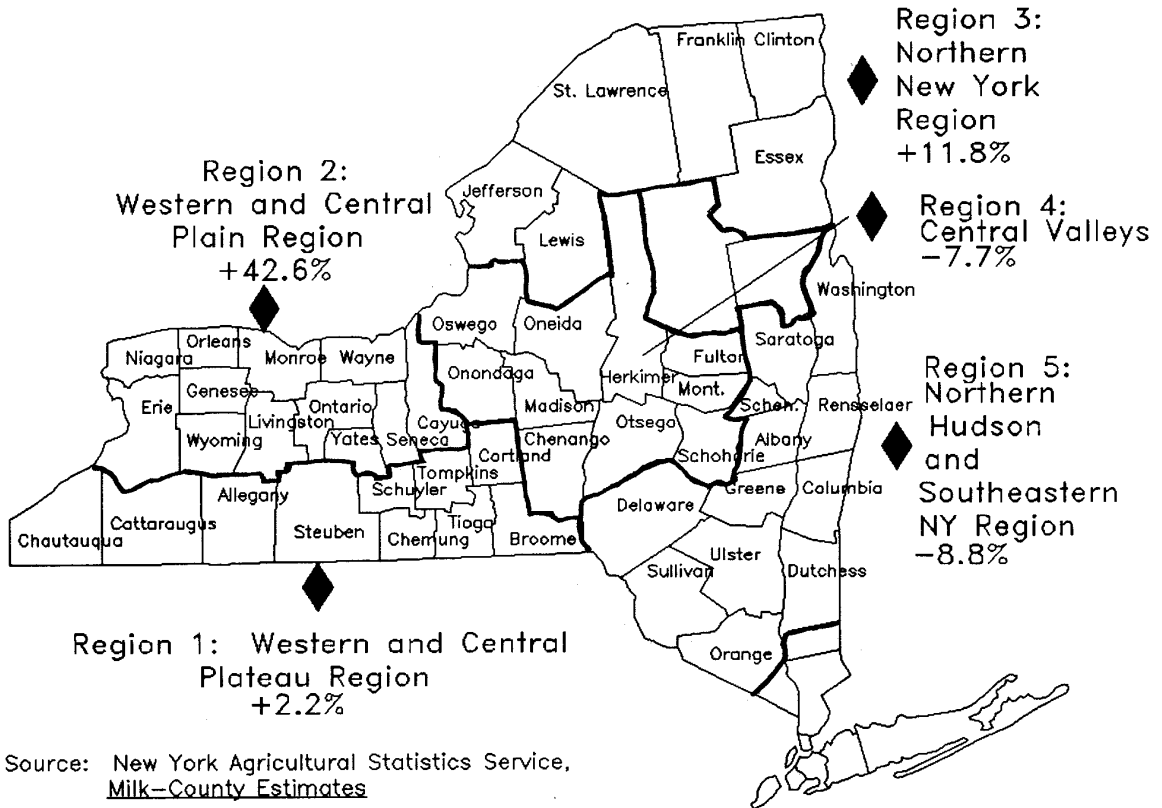 Region 3:
Northern
New York
Region
+11.8%
Franklin
Clinton
St. Lawrence
Essex
Region 2:
Western and Central
Plain Region
+42.6%
Jefferson
Lewis
Region 4:
Central Valleys
-7.7%
Washington
Oswego
Oneida
Saratoga
Orleans
Niagara
Monroe
Wayne
Onondaga
Herkimer
Fulton
Mont.
Genesee
Erie
Livingston
Ontario
Madison
Scheh.
Rensselaer
Wyoming
Yates
Seneca
Cayuga
Chenango
Otsego
Albany
Schoharie
Region 5:
Northern
Hudson
and
Southeastern
NY Region
-8.8%
Cortland
Tompkins
Schuyler
Allegany
Greene
Columbia
Delaware
Chautauqua
Cattaraugus
Steuben
Chemung
Tioga
Broome
Ulster
Sullivan
Dutchess
Orange
Region 1: Western and Central
Plateau Region
+2.2%
Source: New York Agricultural Statistics Service,
Milk-County Estimates